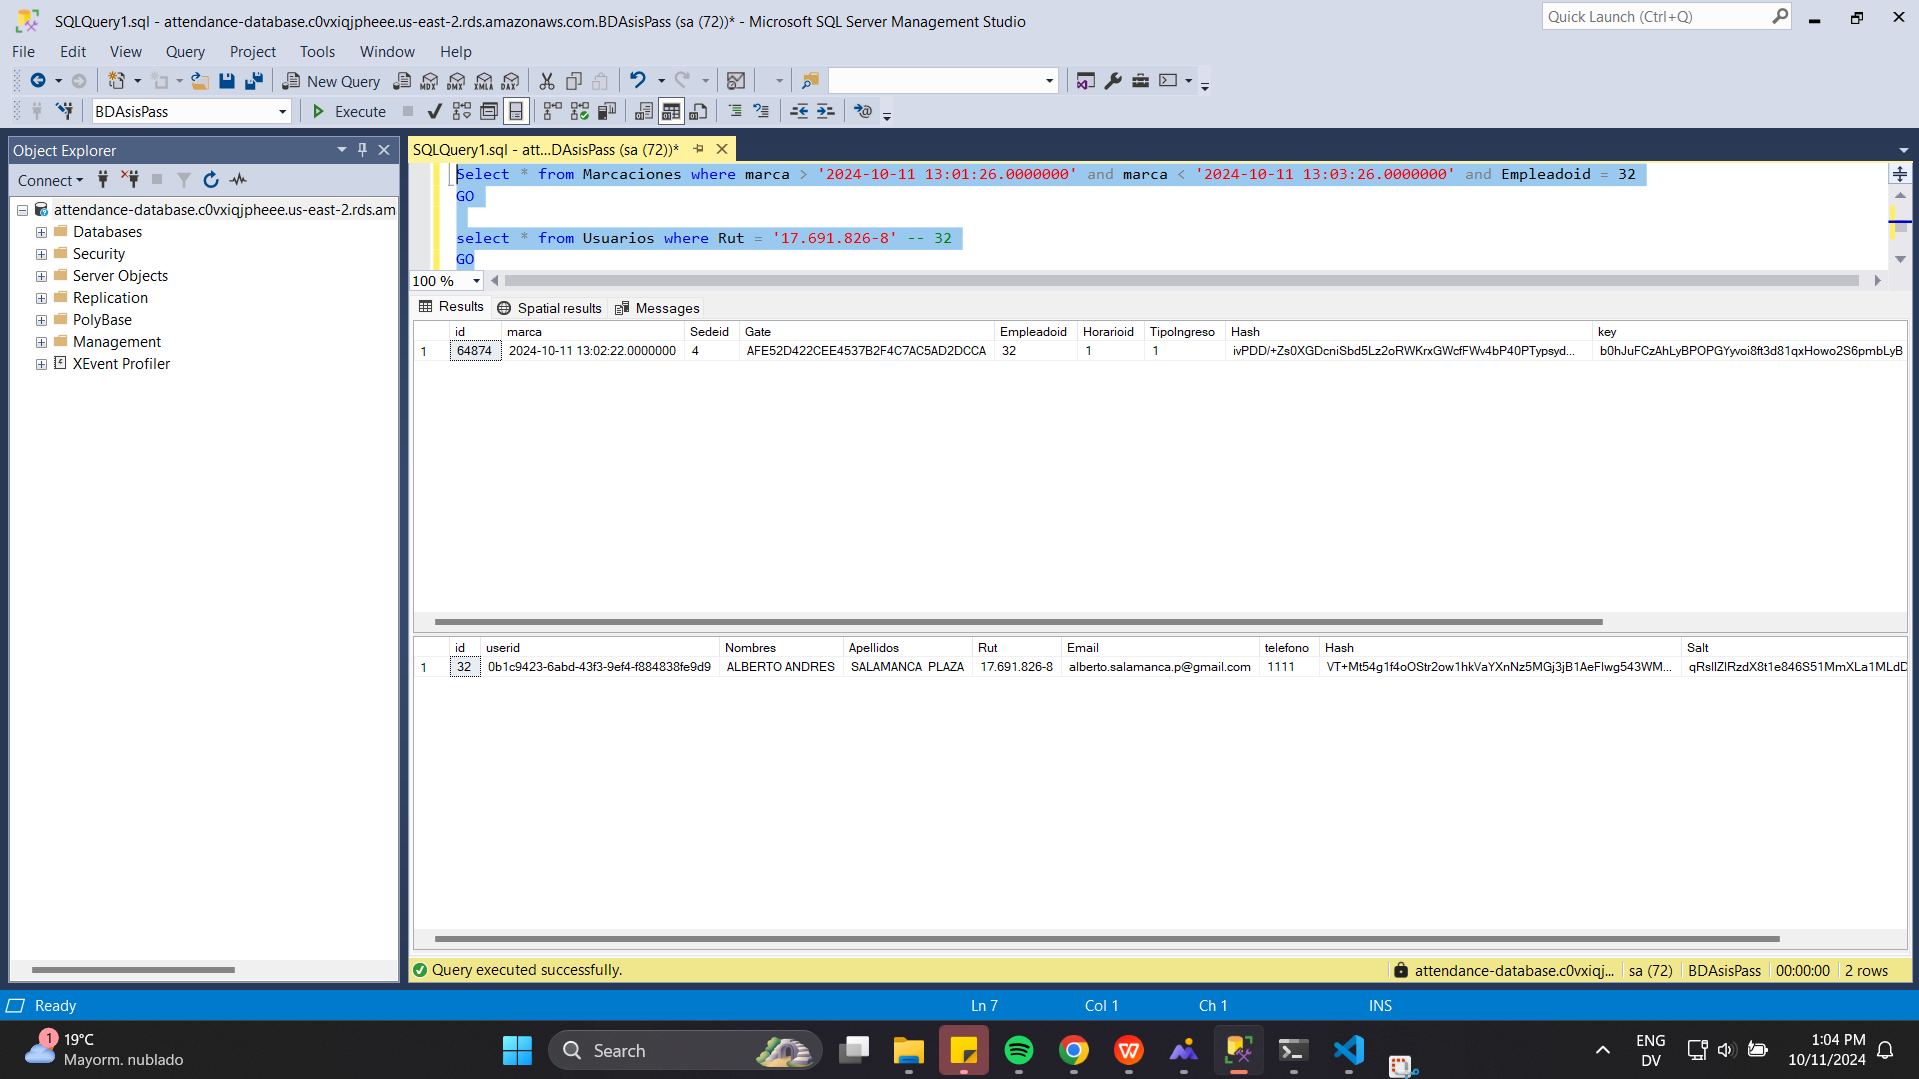 SQLQuery1.sql - attendance-database.c0vxiqjpheee.us-east-2.rds.amazonaws.com.BDAsisPass (sa (72))* - Microsoft SQL Server Management Studio
Quick Launch (Ctrl+Q)
File Edit View Query Project Tools Window Help
New Query
BDAsisPass Execute
Object Explorer
Connect
attendance-database.c0vxiqjpheee.us-east-2.rds.am
Databases
Security
Server Objects
Replication
PolyBase
Management
XEvent Profiler
SQLQuery1.sql - att...DAsisPass (sa (72))*
Select * from Marcaciones where marca > '2024-10-11 13:01:26.0000000' and marca < '2024-10-11 13:03:26.0000000' and Empleadoid = 32
GO
select * from Usuarios where Rut = '17.691.826-8' -- 32
GO
100 %
Results Spatial results Messages
id marca Sedeid Gate Empleadoid Horarioid TipoIngreso Hash key
1 64874 2024-10-11 13:02:22.0000000 4 AFE52D422CEE4537B2F4C7AC5AD2DCCA 32 1 1
id userid Nombres Apellidos Rut Email telefono Hash Salt
1 32 0b1c9423-6abd-43f3-9ef4-f884838fe9d9 ALBERTO ANDRES SALAMANCA PLAZA 17.691.826-8 alberto.salamanca.p@gmail.com 1111
Query executed successfully.
attendance-database.c0vxiqj... sa (72) BDAsisPass 00:00:00 2 rows
Ready Ln 7 Col 1 Ch 1 INS
1 19°C
Mayorm. nublado
Search
ENG
DV
1:04 PM
10/11/2024